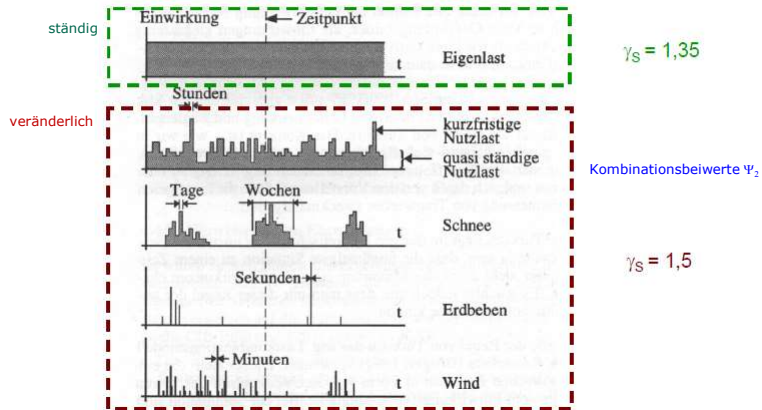 Einwirkung
Zeitpunkt
ständig
t
Eigenlast
γS = 1,35
Stunden
veränderlich
kurzfristige
Nutzlast
quasi ständige
Nutzlast
t
Kombinationsbeiwerte Ψ2
Tage
Wochen
t
Schnee
γS = 1,5
Sekunden
t
Erdbeben
Minuten
t
Wind